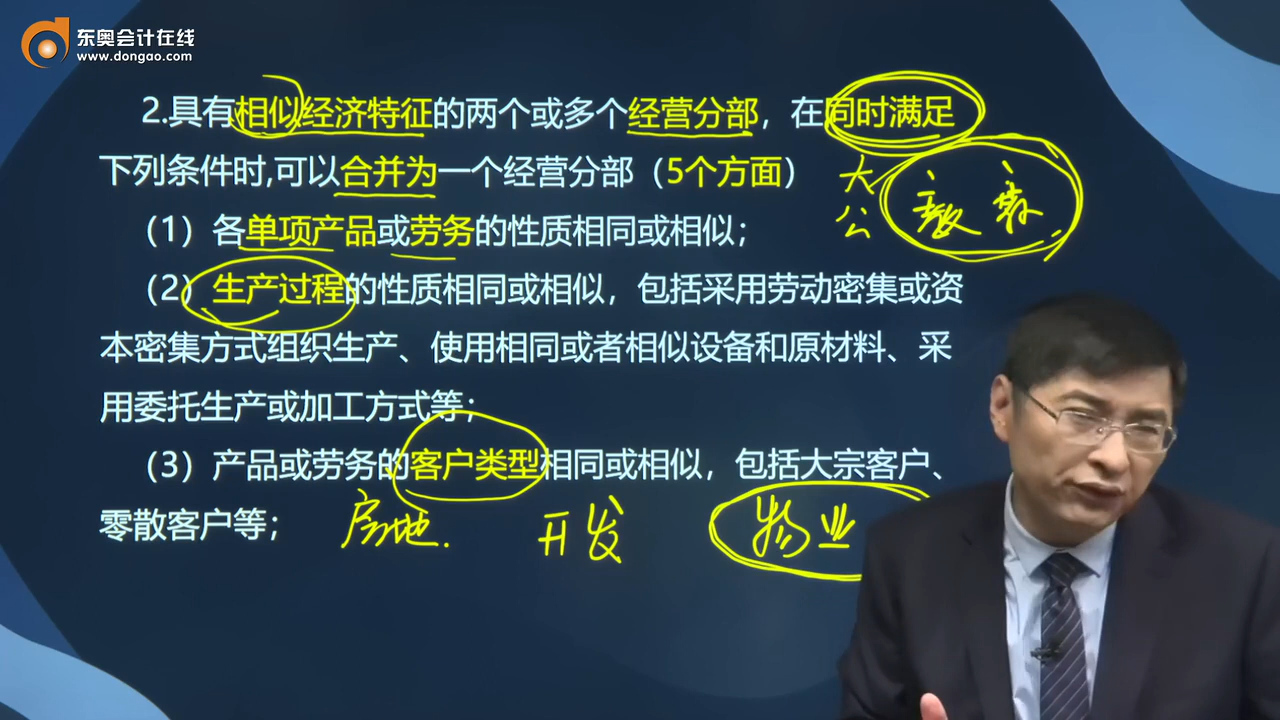 东奥会计在线
www.dongao.com
2.具有相似经济特征的两个或多个经营分部，在同时满足
下列条件时,可以合并为一个经营分部（5个方面）
大
公
（1）各单项产品或劳务的性质相同或相似；
（2）生产过程的性质相同或相似，包括采用劳动密集或资
本密集方式组织生产、使用相同或者相似设备和原材料、采
用委托生产或加工方式等；
（3）产品或劳务的客户类型相同或相似，包括大宗客户、
零散客户等；
房地. 开发 物业